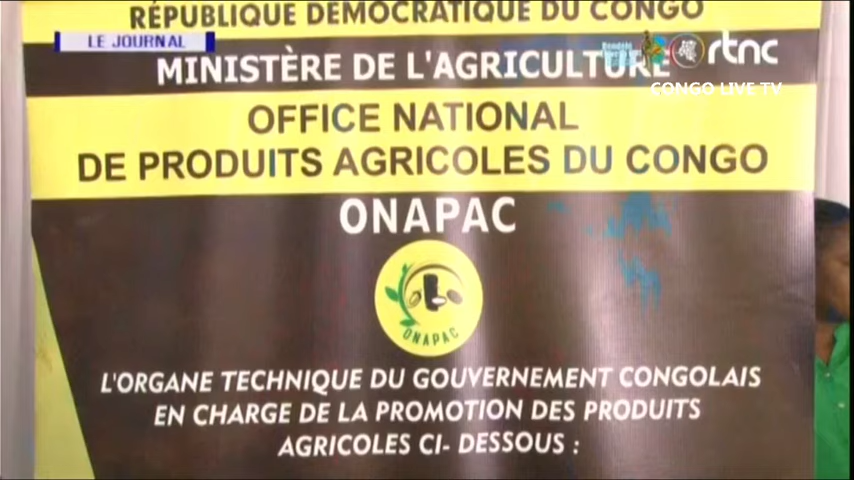 RÉPUBLIQUE DÉMOCRATIQUE DU CONGO
LE JOURNAL
rtnc
MINISTÈRE DE L'AGRICULTURE
CONGO LIVE TV
OFFICE NATIONAL
DE PRODUITS AGRICOLES DU CONGO
ONAPAC
ONAPAC
L'ORGANE TECHNIQUE DU GOUVERNEMENT CONGOLAIS
EN CHARGE DE LA PROMOTION DES PRODUITS
AGRICOLES CI- DESSOUS :